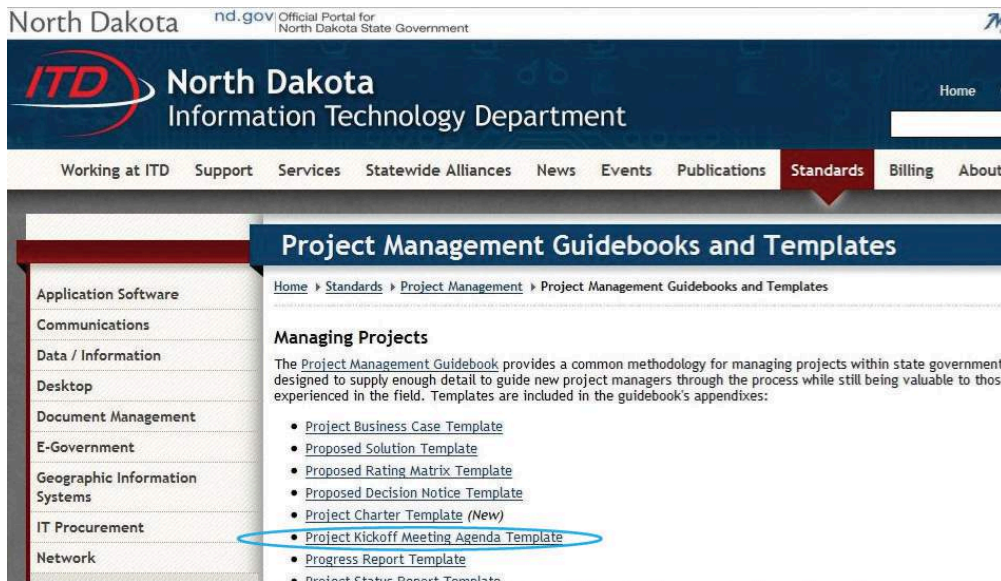 North Dakota
nd.gov Official Portal for
North Dakota State Government
ITD
North Dakota
Information Technology Department
Home
Working at ITD Support Services Statewide Alliances News Events Publications Standards Billing About
Project Management Guidebooks and Templates
Home Standards Project Management Project Management Guidebooks and Templates
Application Software
Communications
Data / Information
Desktop
Document Management
E-Government
Geographic Information
Systems
IT Procurement
Network
Managing Projects
The Project Management Guidebook provides a common methodology for managing projects within state government
designed to supply enough detail to guide new project managers through the process while still being valuable to
experienced in the field. Templates are included in the guidebook's appendixes:
• Project Business Case Template
• Proposed Solution Template
• Proposed Rating Matrix Template
• Proposed Decision Notice Template
• Project Charter Template (New)
• Project Kickoff Meeting Agenda Template
• Progress Report Template
• Project Status Report Template